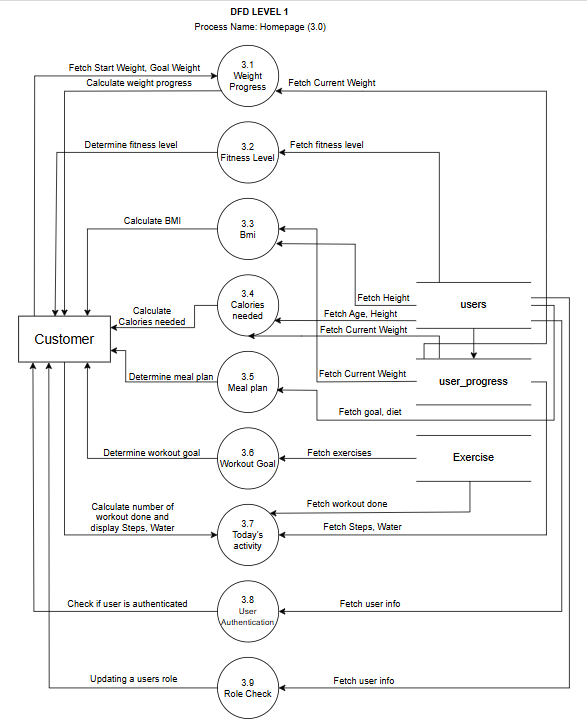 DFD LEVEL 1
Process Name: Homepage (3.0)
Fetch Start Weight, Goal Weight
Calculate weight progress
3.1
Weight
Progress
Fetch Current Weight
Determine fitness level
3.2
Fitness Level
Fetch fitness level
Calculate BMI
3.3
Bmi
Calculate
Calories needed
3.4
Calories
needed
Fetch Height
Fetch Age, Height
Fetch Current Weight
users
Customer
Determine meal plan
3.5
Meal plan
Fetch Current Weight
Fetch goal, diet
user_progress
Determine workout goal
3.6
Workout Goal
Fetch exercises
Exercise
Calculate number of
workout done and
display Steps, Water
3.7
Today's
activity
Fetch workout done
Fetch Steps, Water
Check if user is authenticated
3.8
User
Authentication
Fetch user info
Updating a users role
3.9
Role Check
Fetch user info